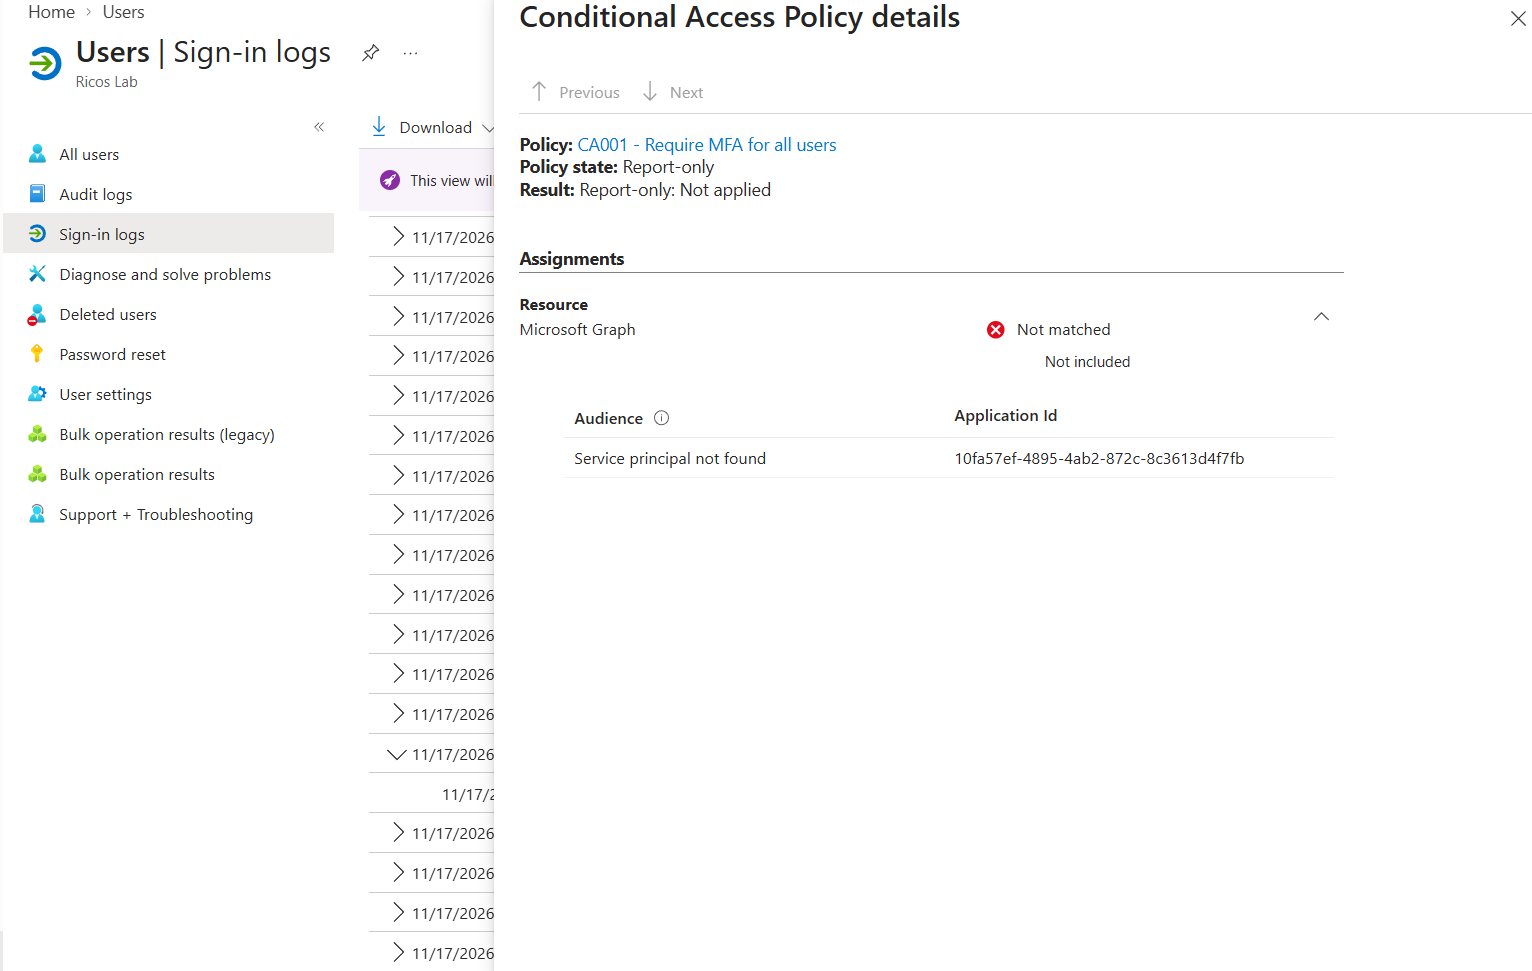 Home > Users
Users | Sign-in logs
Ricos Lab
All users
Audit logs
Sign-in logs
Diagnose and solve problems
Deleted users
Password reset
User settings
Bulk operation results (legacy)
Bulk operation results
Support + Troubleshooting
Download
This view wil
11/17/2026
11/17/2026
11/17/2026
11/17/2026
11/17/2026
11/17/2026
11/17/2026
11/17/2026
11/17/2026
11/17/2026
11/17/2026
11/17/2026
11/17/2026
11/17/2026
11/17/2
11/17/2026
11/17/2026
11/17/2026
11/17/2026
Conditional Access Policy details
Previous Next
Policy: CA001 - Require MFA for all users
Policy state: Report-only
Result: Report-only: Not applied
Assignments
Resource
Microsoft Graph Not matched
Not included
Audience Application Id
Service principal not found 10fa57ef-4895-4ab2-872c-8c3613d4f7fb